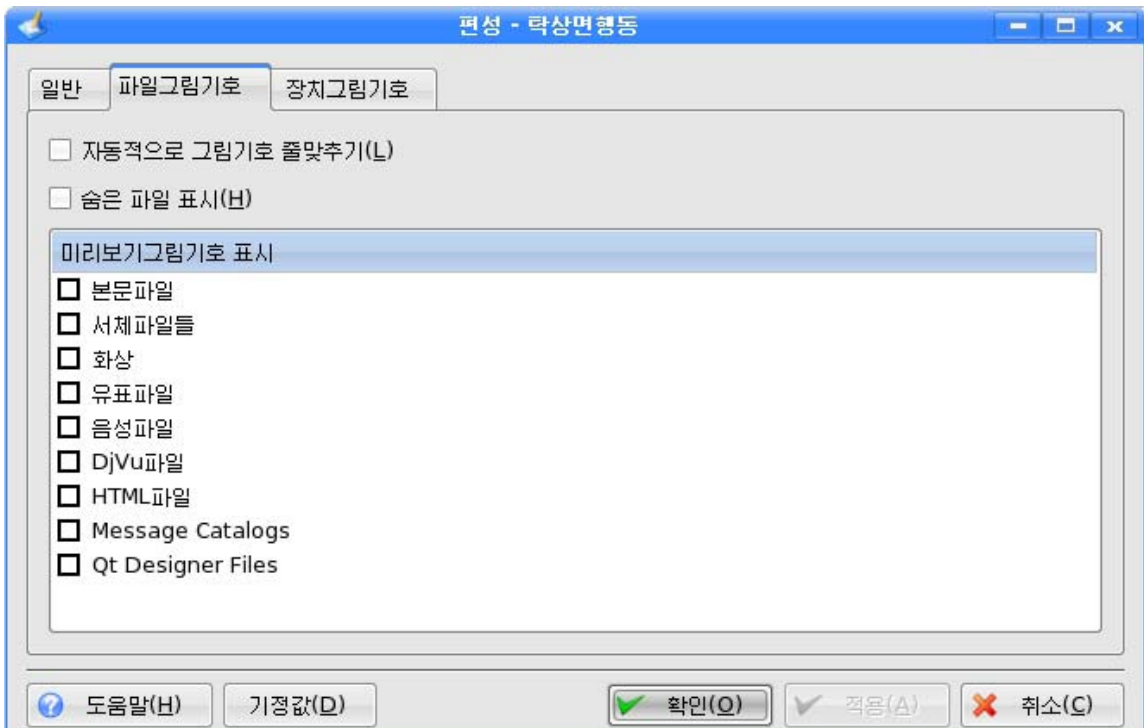 편성 - 탁상면행동
일반 파일그림기호 장치그림기호
자동적으로 그림기호 줄맞추기(L)
숨은 파일 표시(H)
미리보기그림기호 표시
본문파일
서체파일들
화상
유표파일
음성파일
DjVu파일
HTML파일
Message Catalogs
Qt Designer Files
도움말(H) 기정값(D) 확인(O) 적용(A) 취소(C)